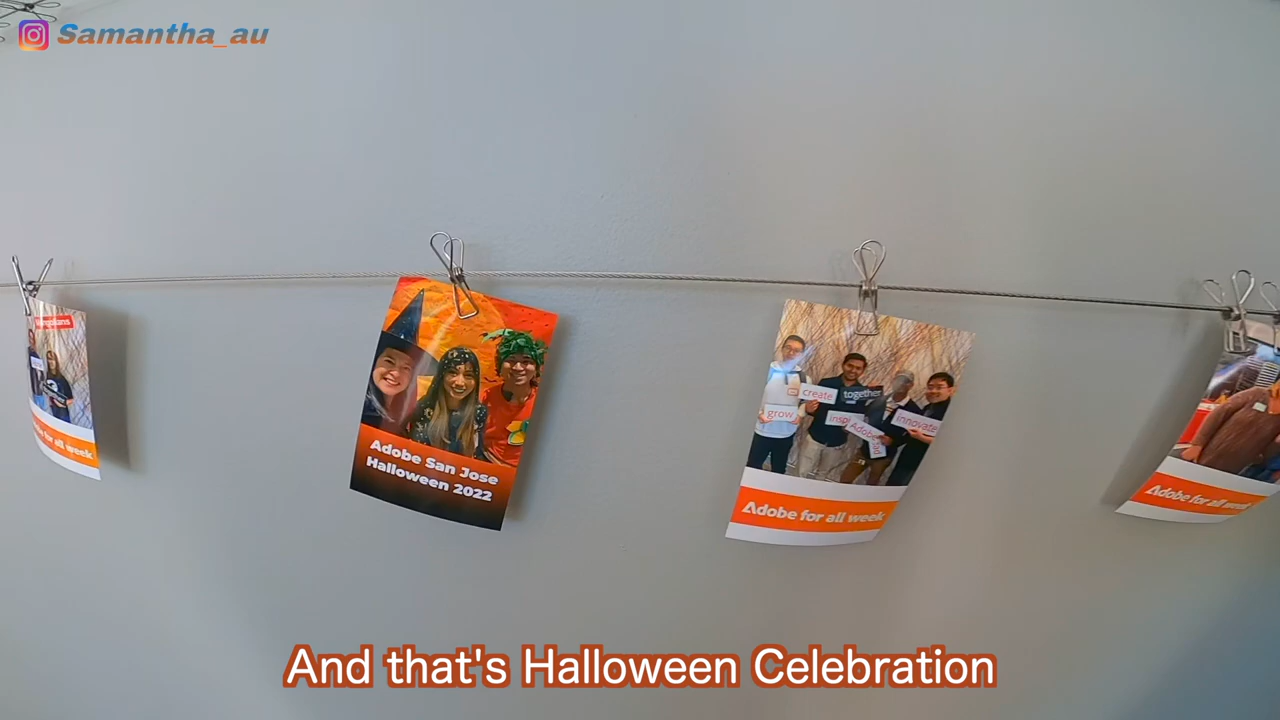 Samantha_au
for all week
Adobe San Jose
Halloween 2022
grow
create
together
innovate
Adobe for all week
Adobe for all week
And that's Halloween Celebration